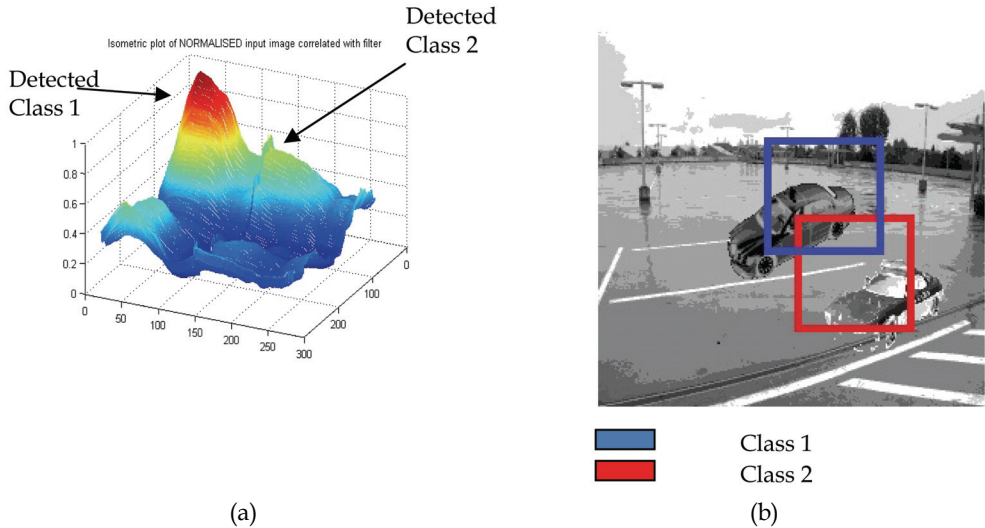 Detected
Class 2
Isometric plot of NORMALISED input image correlated with filter
Detected
Class 1
1
0.8
0.6
0.4
0.2
0
0
50
100
150
200
250
300
200
100
0
Class 1
Class 2
(a)
(b)